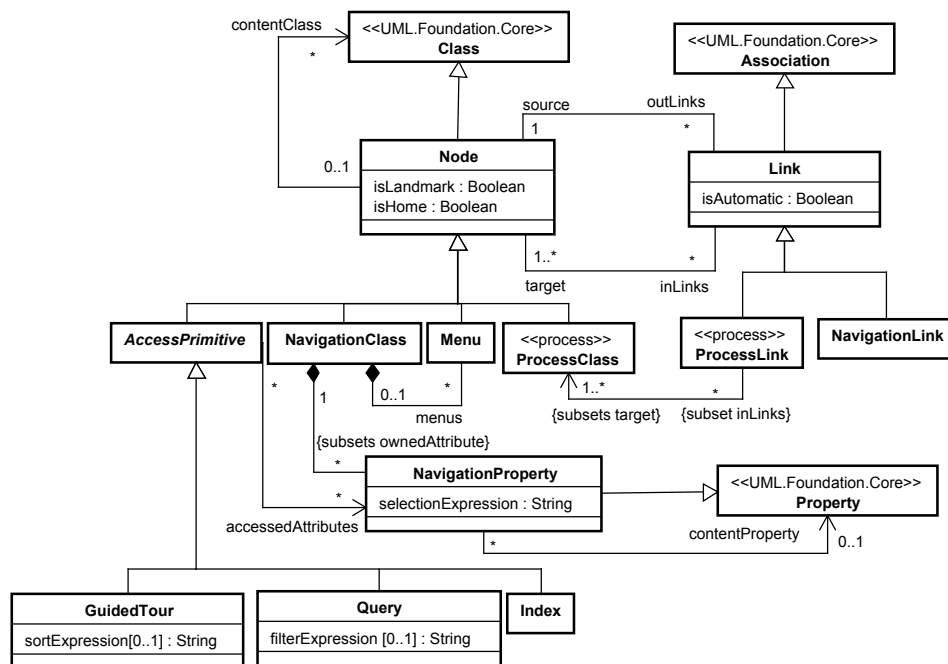 contentClass
*
<<UML.Foundation.Core>>
Class
<<UML.Foundation.Core>>
Association
source
outLinks
1
*
0..1
Node
isLandmark : Boolean
isHome : Boolean
Link
isAutomatic : Boolean
1..*
*
target
inLinks
AccessPrimitive
NavigationClass
Menu
<<process>>
ProcessClass
<<process>>
ProcessLink
NavigationLink
*
1
0..1
*
menus
1..*
*
{subsets target}
{subset inLinks}
{subsets ownedAttribute}
*
*
accessedAttributes
NavigationProperty
selectionExpression : String
<<UML.Foundation.Core>>
Property
*
contentProperty
0..1
GuidedTour
sortExpression[0..1] : String
Query
filterExpression [0..1] : String
Index